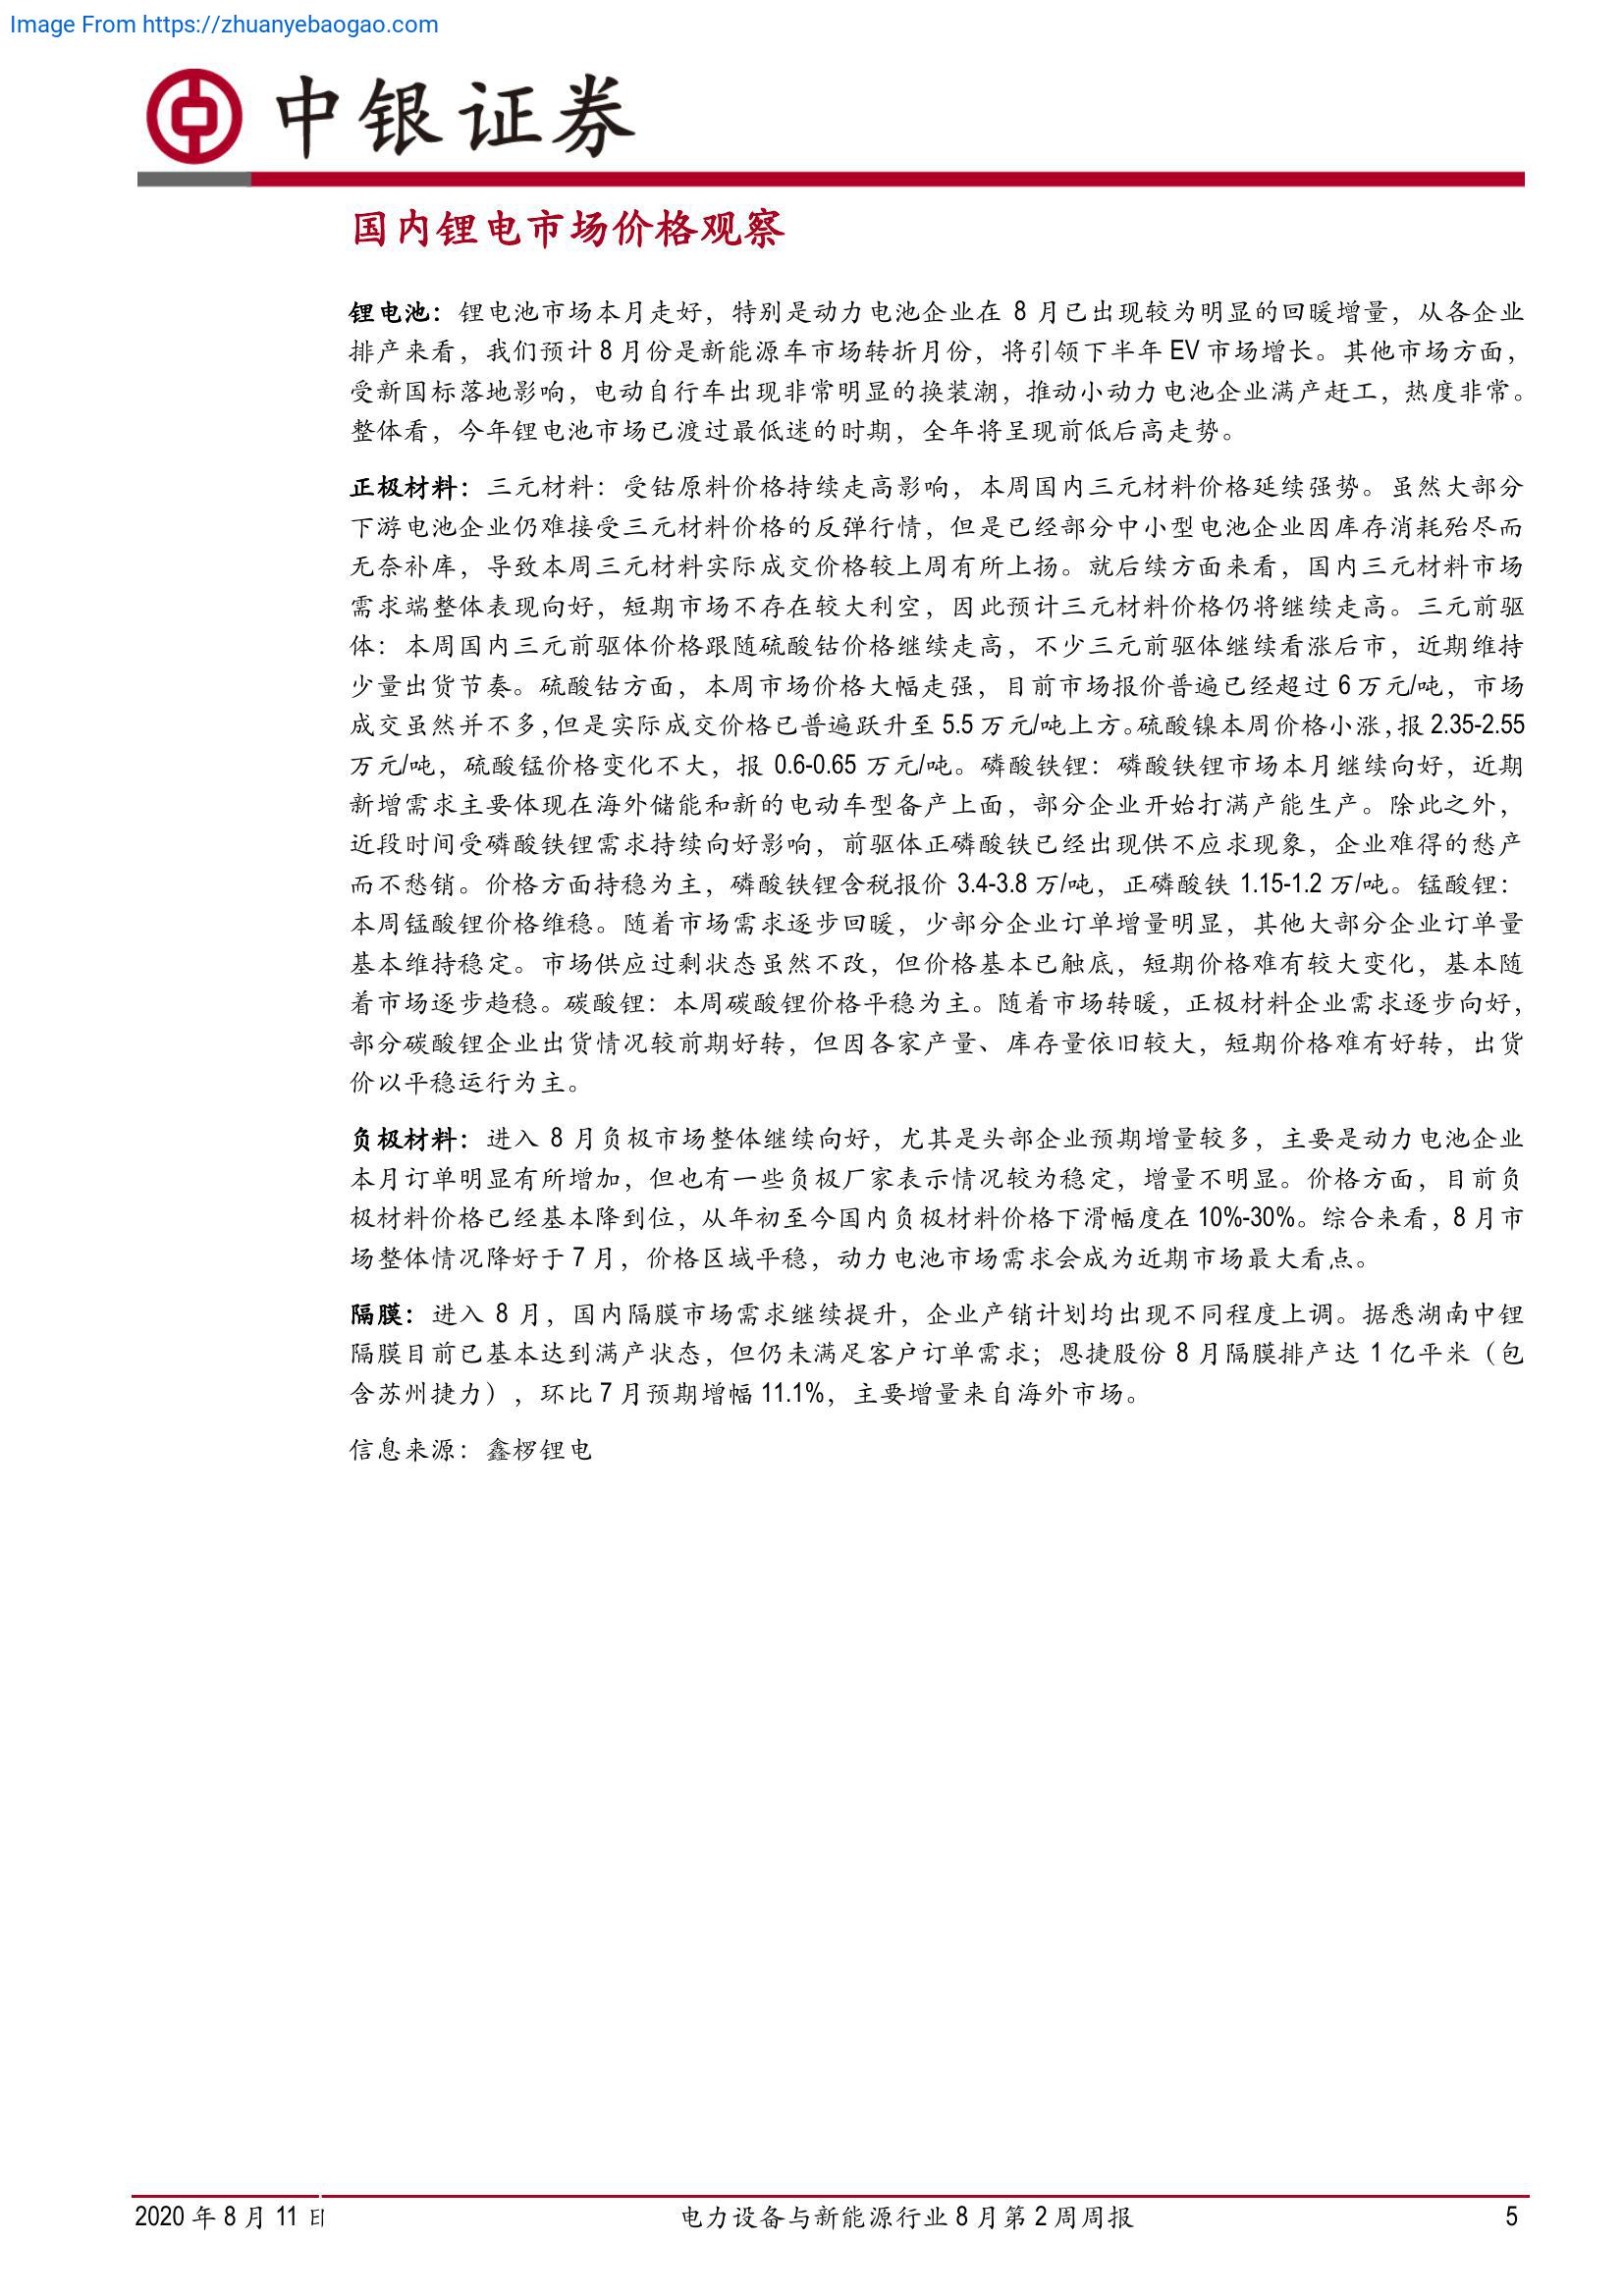 Image From https://zhuanyebaogao.com
中银证券
国内锂电市场价格观察
锂电池：锂电池市场本月走好，特别是动力电池企业在 8 月已出现较为明显的回暖增量，从各企业
排产来看，我们预计 8 月份是新能源车市场转折月份，将引领下半年 EV 市场增长。其他市场方面，
受新国标落地影响，电动自行车出现非常明显的换装潮，推动小动力电池企业满产赶工，热度非常。
整体看，今年锂电池市场已渡过最低迷的时期，全年将呈现前低后高走势。
正极材料：三元材料：受钴原料价格持续走高影响，本周国内三元材料价格延续强势。虽然大部分
下游电池企业仍难接受三元材料价格的反弹行情，但是已经部分中小型电池企业因库存消耗殆尽而
无奈补库，导致本周三元材料实际成交价格较上周有所上扬。就后续方面来看，国内三元材料市场
需求端整体表现向好，短期市场不存在较大利空，因此预计三元材料价格仍将继续走高。三元前驱
体：本周国内三元前驱体价格跟随硫酸钴价格继续走高，不少三元前驱体继续看涨后市，近期维持
少量出货节奏。硫酸钴方面，本周市场价格大幅走强，目前市场报价普遍已经超过 6 万元/吨，市场
成交虽然并不多，但是实际成交价格已普遍跃升至 5.5 万元/吨上方。硫酸镍本周价格小涨，报 2.35-2.55
万元/吨，硫酸锰价格变化不大，报 0.6-0.65 万元/吨。磷酸铁锂：磷酸铁锂市场本月继续向好，近期
新增需求主要体现在海外储能和新的电动车型备产上面，部分企业开始打满产能生产。除此之外，
近段时间受磷酸铁锂需求持续向好影响，前驱体正磷酸铁已经出现供不应求现象，企业难得的愁产
而不愁销。价格方面持稳为主，磷酸铁锂含税报价 3.4-3.8 万/吨，正磷酸铁 1.15-1.2 万/吨。锰酸锂：
本周锰酸锂价格维稳。随着市场需求逐步回暖，少部分企业订单增量明显，其他大部分企业订单量
基本维持稳定。市场供应过剩状态虽然不改，但价格基本已触底，短期价格难有较大变化，基本随
着市场逐步趋稳。碳酸锂：本周碳酸锂价格平稳为主。随着市场转暖，正极材料企业需求逐步向好，
部分碳酸锂企业出货情况较前期好转，但因各家产量、库存量依旧较大，短期价格难有好转，出货
价以平稳运行为主。
负极材料：进入 8 月负极市场整体继续向好，尤其是头部企业预期增量较多，主要是动力电池企业
本月订单明显有所增加，但也有一些负极厂家表示情况较为稳定，增量不明显。价格方面，目前负
极材料价格已经基本降到位，从年初至今国内负极材料价格下滑幅度在 10%-30%。综合来看，8 月市
场整体情况降好于 7 月，价格区域平稳，动力电池市场需求会成为近期市场最大看点。
隔膜：进入 8 月，国内隔膜市场需求继续提升，企业产销计划均出现不同程度上调。据悉湖南中锂
隔膜目前已基本达到满产状态，但仍未满足客户订单需求；恩捷股份 8 月隔膜排产达 1 亿平米（包
含苏州捷力），环比 7 月预期增幅 11.1%，主要增量来自海外市场。
信息来源：鑫椤锂电
2020 年 8 月 11 日
电力设备与新能源行业 8 月第 2 周周报
5